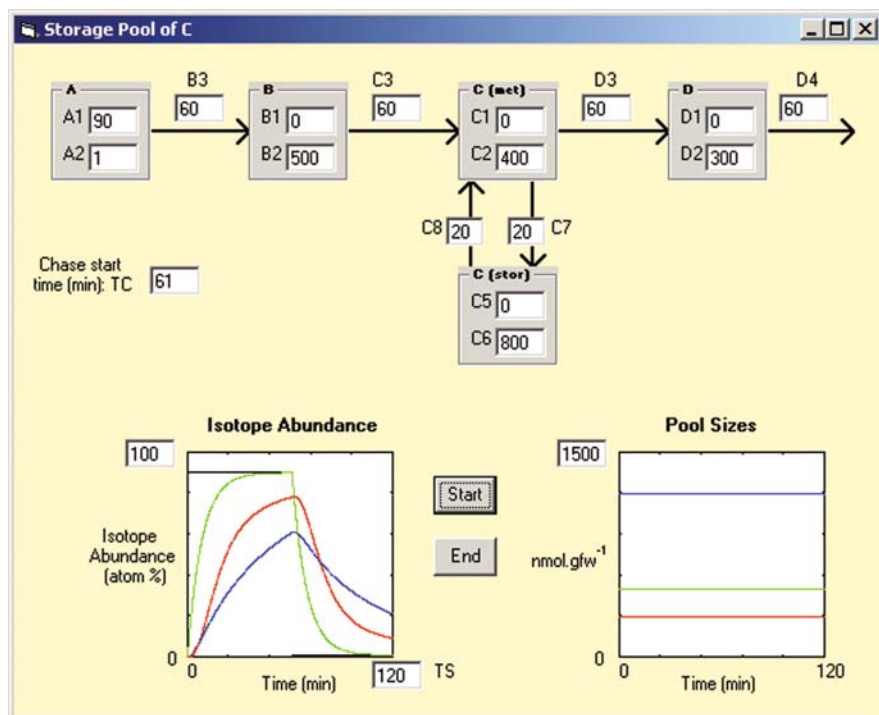 Storage Pool of C
B3 C3 D3 D4
A B C (met) D
60 60 60 60
A1 90 B1 0 C1 0 D1 0
A2 1 B2 500 C2 400 D2 300
C8 20 20 C7
Chase start
time (min): TC 61
C (stor)
C5 0
C6 800
Isotope Abundance
100
Isotope
Abundance
(atom %)
0
0
Time (min)
120 TS
Start
End
Pool Sizes
1500
nmol.gfw⁻¹
0
0 120
Time (min)